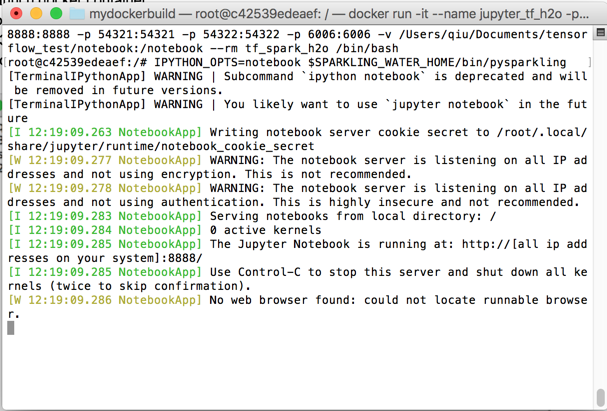 mydockerbuild — root@c42539edeaef: / — docker run -it --name jupyter_tf_h2o -p...
8888:8888 -p 54321:54321 -p 54322:54322 -p 6006:6006 -v /Users/qiu/Documents/tensor
flow_test/notebook:/notebook --rm tf_spark_h2o /bin/bash
root@c42539edeaef:/# IPYTHON_OPTS=notebook $SPARKLING_WATER_HOME/bin/pysparkling
[TerminalIPythonApp] WARNING | Subcommand `ipython notebook` is deprecated and will
 be removed in future versions.
[TerminalIPythonApp] WARNING | You likely want to use `jupyter notebook` in the fut
ure
[I 12:19:09.263 NotebookApp] Writing notebook server cookie secret to /root/.local/
share/jupyter/runtime/notebook_cookie_secret
[W 12:19:09.277 NotebookApp] WARNING: The notebook server is listening on all IP ad
dresses and not using encryption. This is not recommended.
[W 12:19:09.278 NotebookApp] WARNING: The notebook server is listening on all IP ad
dresses and not using authentication. This is highly insecure and not recommended.
[I 12:19:09.283 NotebookApp] Serving notebooks from local directory: /
[I 12:19:09.284 NotebookApp] 0 active kernels
[I 12:19:09.285 NotebookApp] The Jupyter Notebook is running at: http://[all ip add
resses on your system]:8888/
[I 12:19:09.285 NotebookApp] Use Control-C to stop this server and shut down all ke
rnels (twice to skip confirmation).
[W 12:19:09.286 NotebookApp] No web browser found: could not locate runnable browse
r.